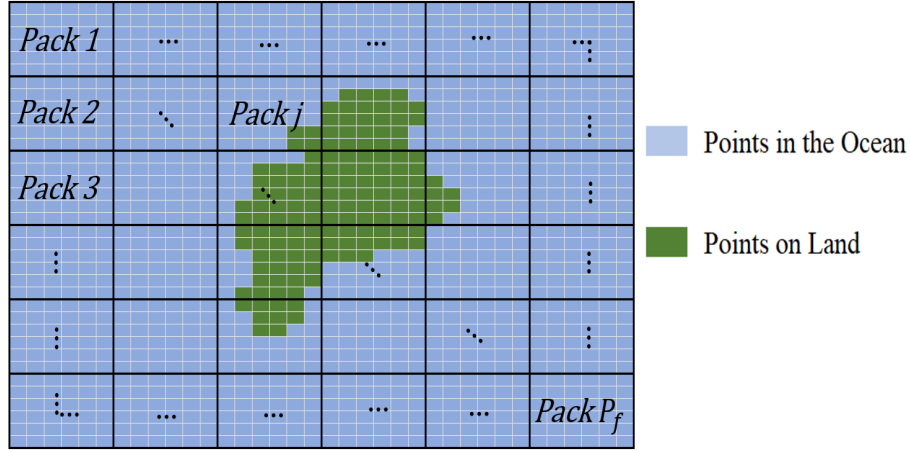 Pack 1 ... ... ... ... ...
Pack 2 Pack j
Pack 3
Pack P_f
Points in the Ocean
Points on Land